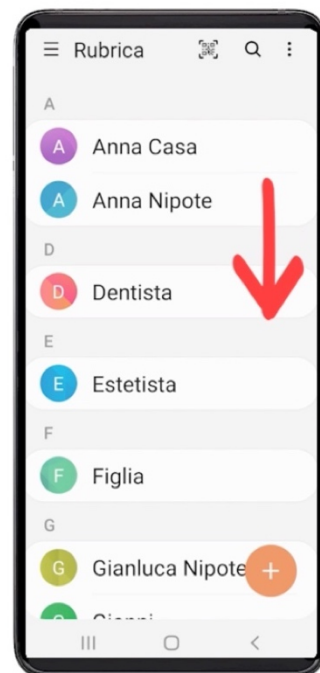 Rubrica
A
A Anna Casa
A Anna Nipote
D
D Dentista
E
E Estetista
F
F Figlia
G
G Gianluca Nipote